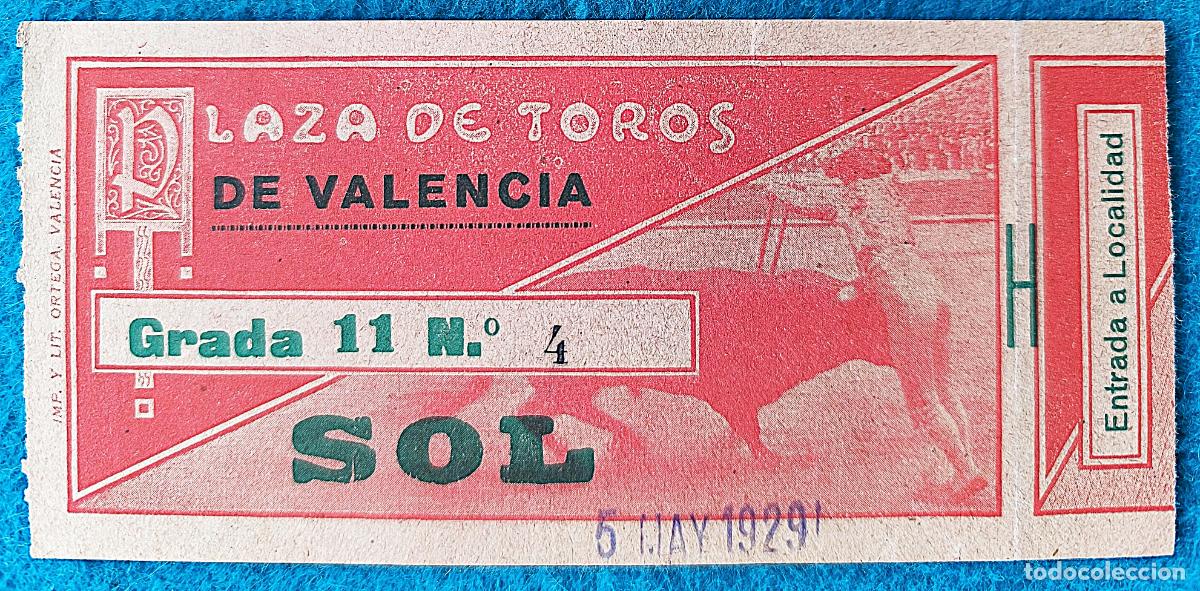 PLAZA DE TOROS
DE VALENCIA
Grada 11 N.º 4
SOL
5 MAY 1929
H
Entrada a Localidad
IMP. Y LIT. ORTEGA. VALENCIA
todocoleccion